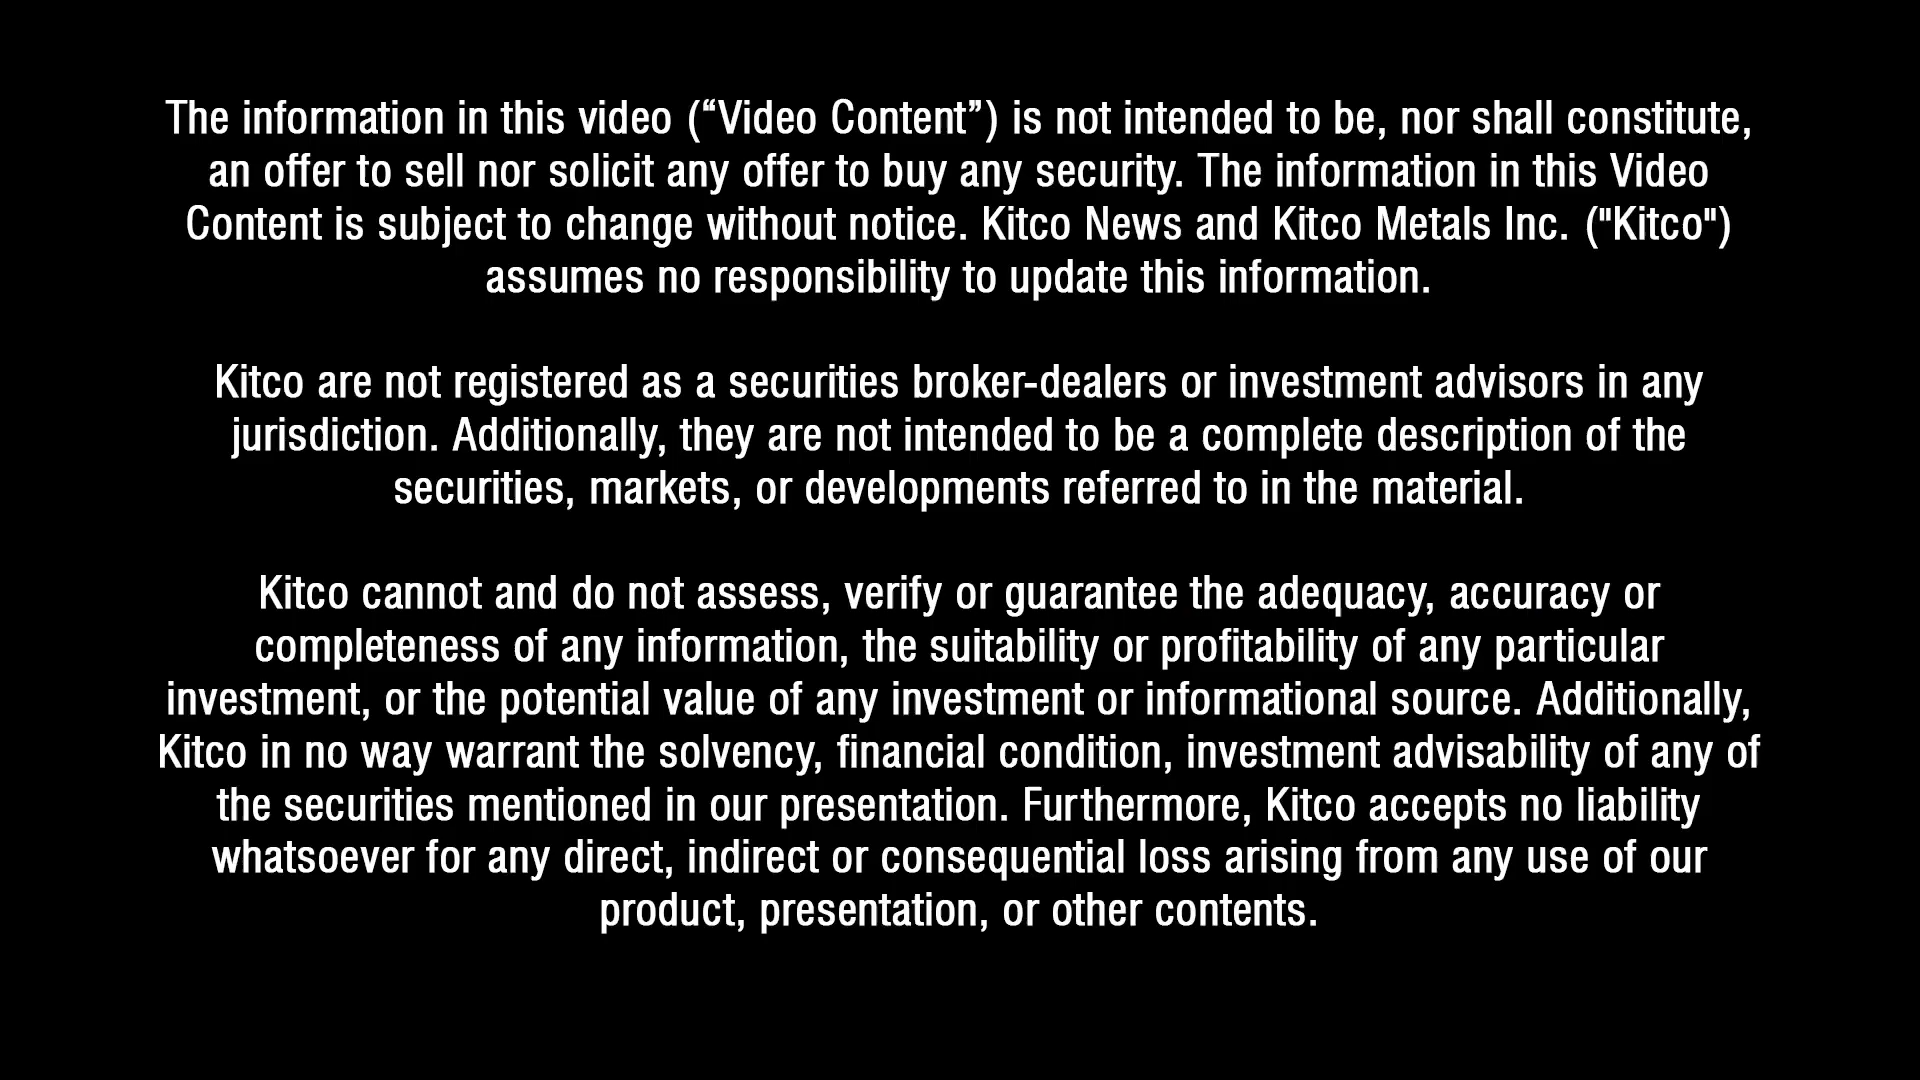 The information in this video (“Video Content”) is not intended to be, nor shall constitute,
an offer to sell nor solicit any offer to buy any security. The information in this Video
Content is subject to change without notice. Kitco News and Kitco Metals Inc. ("Kitco")
assumes no responsibility to update this information.
Kitco are not registered as a securities broker-dealers or investment advisors in any
jurisdiction. Additionally, they are not intended to be a complete description of the
securities, markets, or developments referred to in the material.
Kitco cannot and do not assess, verify or guarantee the adequacy, accuracy or
completeness of any information, the suitability or profitability of any particular
investment, or the potential value of any investment or informational source. Additionally,
Kitco in no way warrant the solvency, financial condition, investment advisability of any of
the securities mentioned in our presentation. Furthermore, Kitco accepts no liability
whatsoever for any direct, indirect or consequential loss arising from any use of our
product, presentation, or other contents.